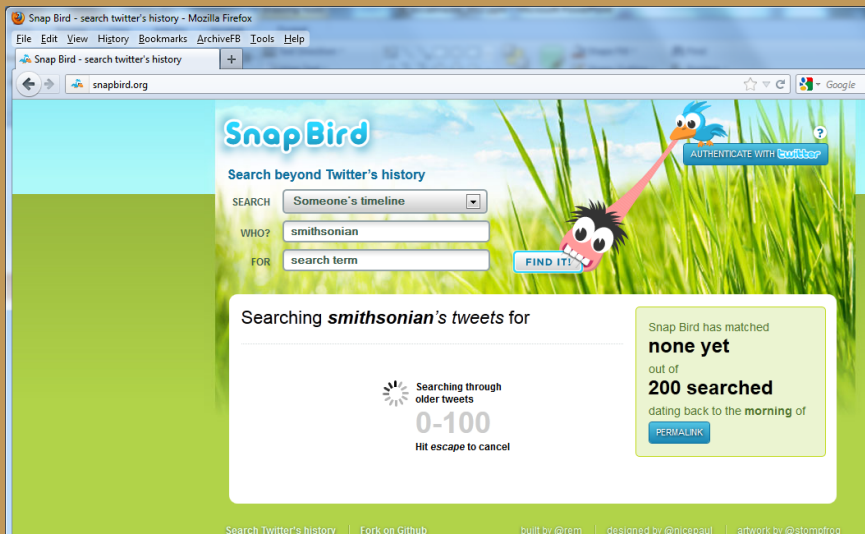 Snap Bird - search twitter's history - Mozilla Firefox
File Edit View History Bookmarks ArchiveFB Tools Help
Snap Bird - search twitter's history +
snapbird.org
Google
Snap Bird
?
AUTHENTICATE WITH twitter
Search beyond Twitter's history
SEARCH Someone's timeline
WHO? smithsonian
FOR search term
FIND IT!
Searching smithsonian's tweets for
Searching through
older tweets
0-100
Hit escape to cancel
Snap Bird has matched
none yet
out of
200 searched
dating back to the morning of
PERMALINK
Search Twitter's history Fork on Github built by @rem designed by @nicepaul artwork by @stompfrog